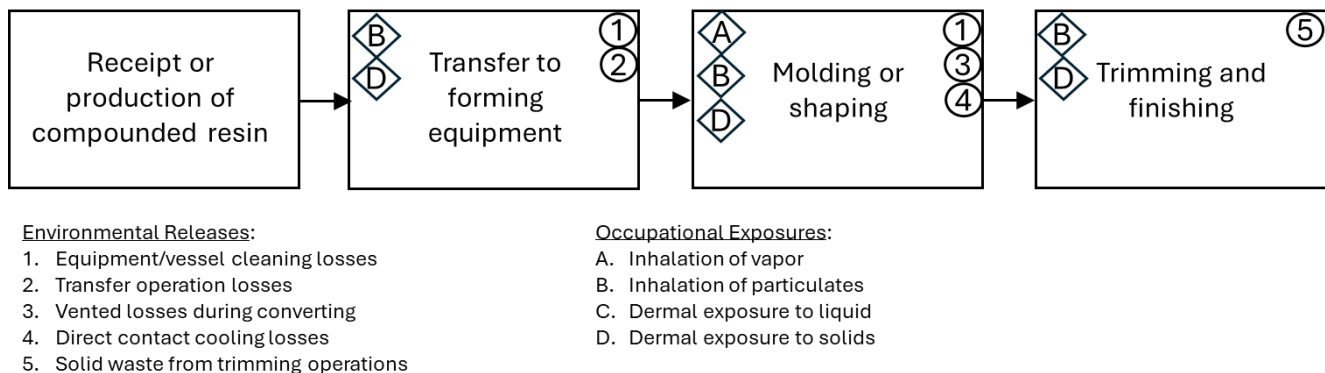 Receipt or
production of
compounded resin
B
D
Transfer to
forming
equipment
1
2
A
B
D
Molding or
shaping
1
3
4
B
D
Trimming and
finishing
5
Environmental Releases:
1. Equipment/vessel cleaning losses
2. Transfer operation losses
3. Vented losses during converting
4. Direct contact cooling losses
5. Solid waste from trimming operations
Occupational Exposures:
A. Inhalation of vapor
B. Inhalation of particulates
C. Dermal exposure to liquid
D. Dermal exposure to solids